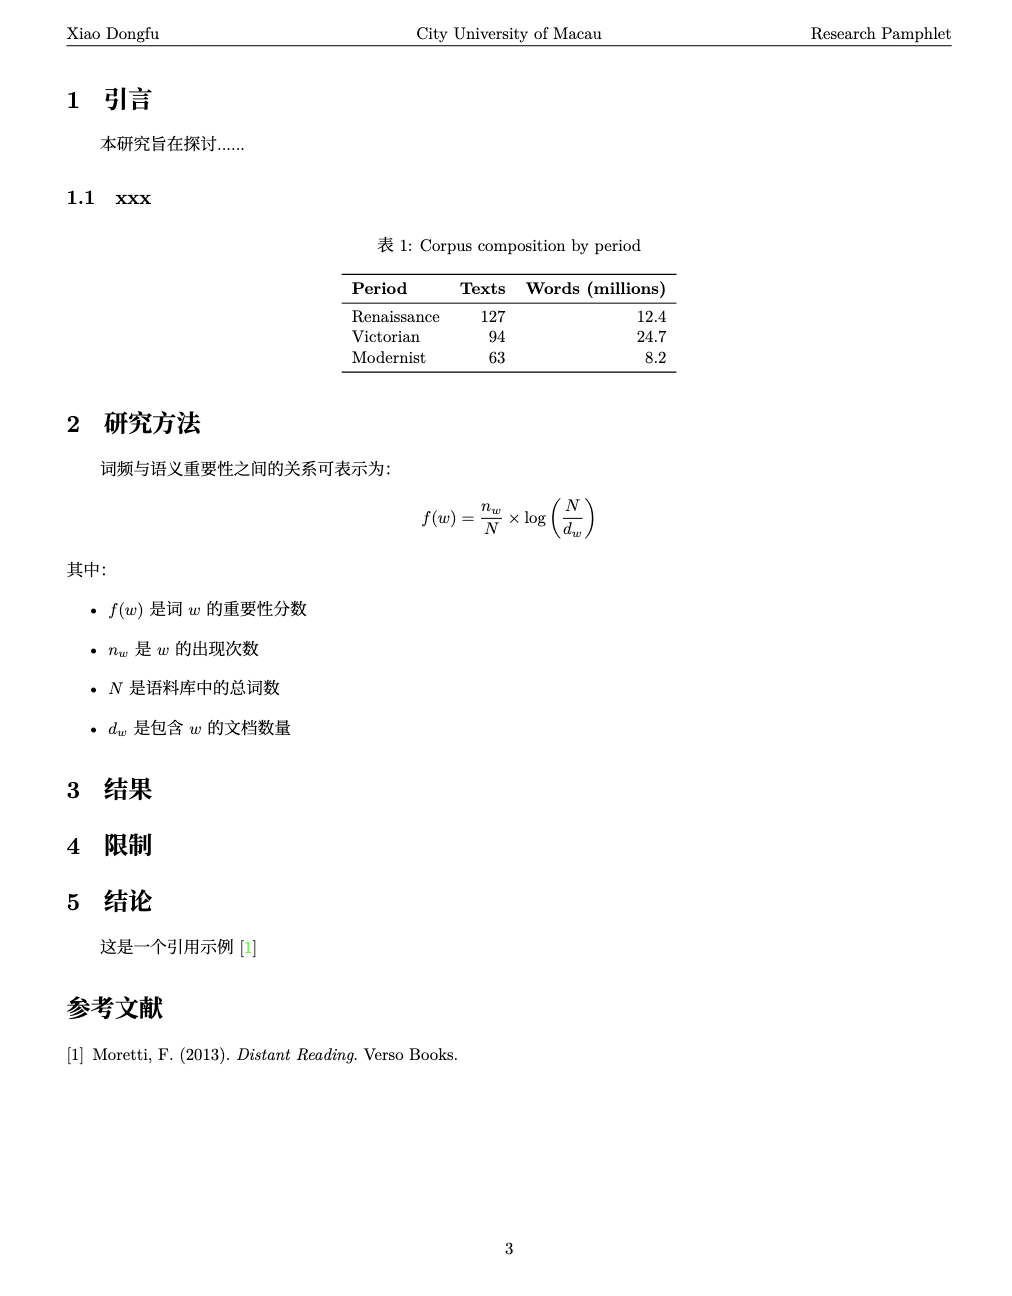 Xiao Dongfu City University of Macau Research Pamphlet
1 引言
本研究旨在探讨......
1.1 xxx
表 1: Corpus composition by period
Period Texts Words (millions)
Renaissance 127 12.4
Victorian 94 24.7
Modernist 63 8.2
2 研究方法
词频与语义重要性之间的关系可表示为：
f(w) = n_w/N × log(N/d_w)
其中：
• f(w) 是词 w 的重要性分数
• n_w 是 w 的出现次数
• N 是语料库中的总词数
• d_w 是包含 w 的文档数量
3 结果
4 限制
5 结论
这是一个引用示例 [1]
参考文献
[1] Moretti, F. (2013). Distant Reading. Verso Books.
3